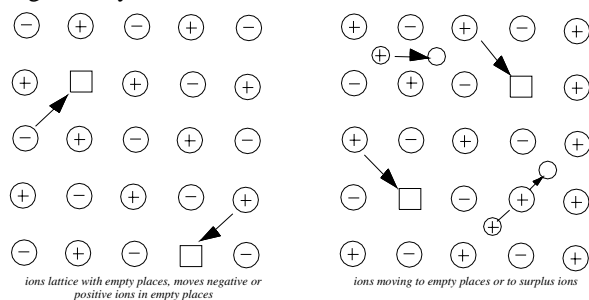 ions lattice with empty places, moves negative or
positive ions in empty places
ions moving to empty places or to surplus ions